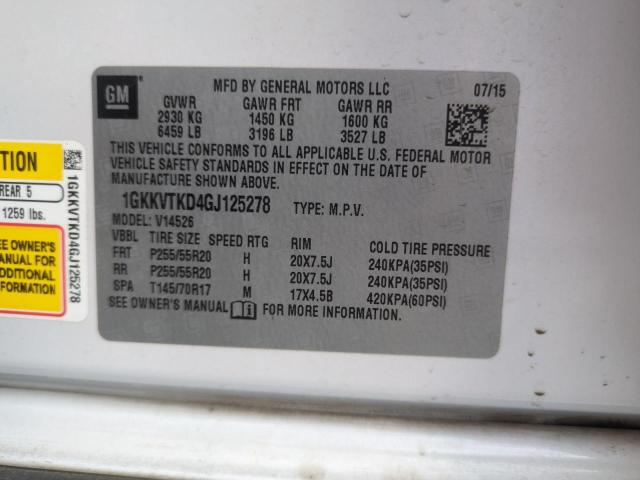 GM
MFD BY GENERAL MOTORS LLC 07/15
GVWR GAWR FRT GAWR RR
2930 KG 1450 KG 1600 KG
6459 LB 3196 LB 3527 LB
THIS VEHICLE CONFORMS TO ALL APPLICABLE U.S. FEDERAL MOTOR
VEHICLE SAFETY STANDARDS IN EFFECT ON THE DATE OF
MANUFACTURE SHOWN ABOVE.
1GKKVTKD4GJ125278 TYPE: M.P.V.
MODEL: V14526
VBBL TIRE SIZE SPEED RTG RIM COLD TIRE PRESSURE
FRT P255/55R20 H 20X7.5J 240KPA(35PSI)
RR P255/55R20 H 20X7.5J 240KPA(35PSI)
SPA T145/70R17 M 17X4.5B 420KPA(60PSI)
SEE OWNER'S MANUAL i FOR MORE INFORMATION.
TION
REAR 5
1259 lbs.
EE OWNER'S
MANUAL FOR
ADDITIONAL
FORMATION
1GKKVTKD4GJ125278